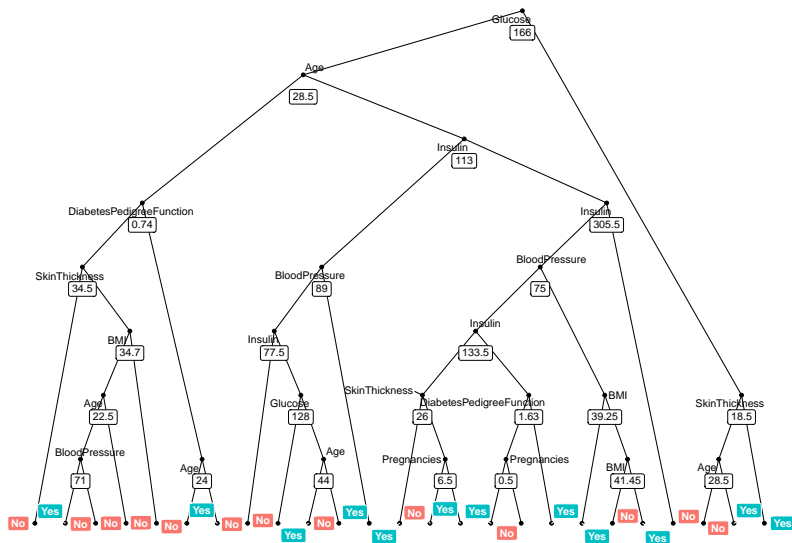 Glucose
166
Age
28.5
Insulin
113
DiabetesPedigreeFunction
0.74
Insulin
305.5
SkinThickness
34.5
BloodPressure
89
BloodPressure
75
BMI
34.7
Insulin
77.5
Insulin
133.5
Age
22.5
Glucose
128
SkinThickness
26
DiabetesPedigreeFunction
1.63
BMI
39.25
SkinThickness
18.5
BloodPressure
71
Age
24
Age
44
Pregnancies
6.5
Pregnancies
0.5
BMI
41.45
Age
28.5
No Yes No No No No Yes No No Yes No Yes Yes No Yes Yes No Yes Yes No Yes No No Yes Yes